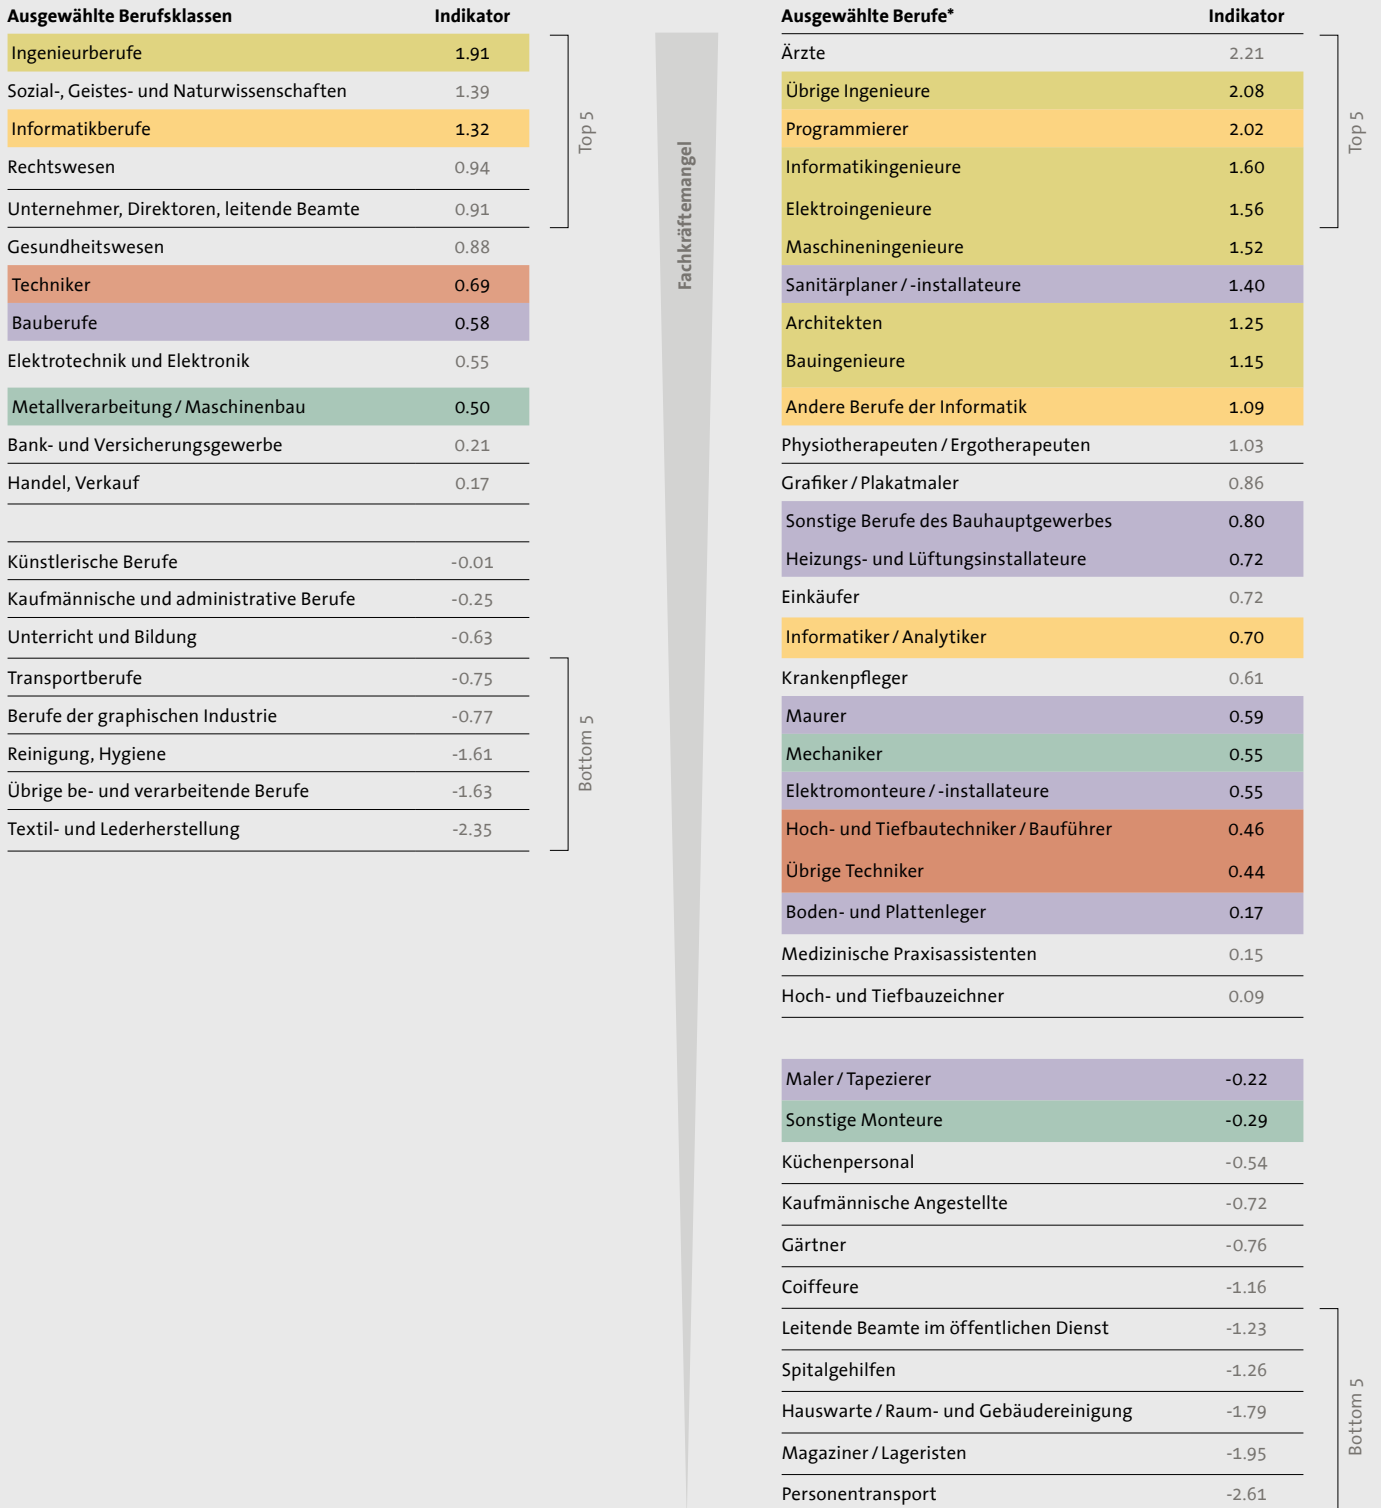 Ausgewählte Berufsklassen Indikator
Ingenieurberufe 1.91
Sozial-, Geistes- und Naturwissenschaften 1.39
Informatikberufe 1.32
Rechtswesen 0.94
Unternehmer, Direktoren, leitende Beamte 0.91
Gesundheitswesen 0.88
Techniker 0.69
Bauberufe 0.58
Elektrotechnik und Elektronik 0.55
Metallverarbeitung / Maschinenbau 0.50
Bank- und Versicherungsgewerbe 0.21
Handel, Verkauf 0.17
Künstlerische Berufe -0.01
Kaufmännische und administrative Berufe -0.25
Unterricht und Bildung -0.63
Transportberufe -0.75
Berufe der graphischen Industrie -0.77
Reinigung, Hygiene -1.61
Übrige be- und verarbeitende Berufe -1.63
Textil- und Lederherstellung -2.35
Top 5
Bottom 5
Fachkräftemangel
Ausgewählte Berufe* Indikator
Ärzte 2.21
Übrige Ingenieure 2.08
Programmierer 2.02
Informatikingenieure 1.60
Elektroingenieure 1.56
Maschineningenieure 1.52
Sanitärplaner / -installateure 1.40
Architekten 1.25
Bauingenieure 1.15
Andere Berufe der Informatik 1.09
Physiotherapeuten / Ergotherapeuten 1.03
Grafiker / Plakatmaler 0.86
Sonstige Berufe des Bauhauptgewerbes 0.80
Heizungs- und Lüftungsinstallateure 0.72
Einkäufer 0.72
Informatiker / Analytiker 0.70
Krankenpfleger 0.61
Maurer 0.59
Mechaniker 0.55
Elektromonteure / -installateure 0.55
Hoch- und Tiefbautechniker / Bauführer 0.46
Übrige Techniker 0.44
Boden- und Plattenleger 0.17
Medizinische Praxisassistenten 0.15
Hoch- und Tiefbauzeichner 0.09
Maler / Tapezierer -0.22
Sonstige Monteure -0.29
Küchenpersonal -0.54
Kaufmännische Angestellte -0.72
Gärtner -0.76
Coiffeure -1.16
Leitende Beamte im öffentlichen Dienst -1.23
Spitalgehilfen -1.26
Hauswarte / Raum- und Gebäudereinigung -1.79
Magaziner / Lageristen -1.95
Personentransport -2.61
Top 5
Bottom 5